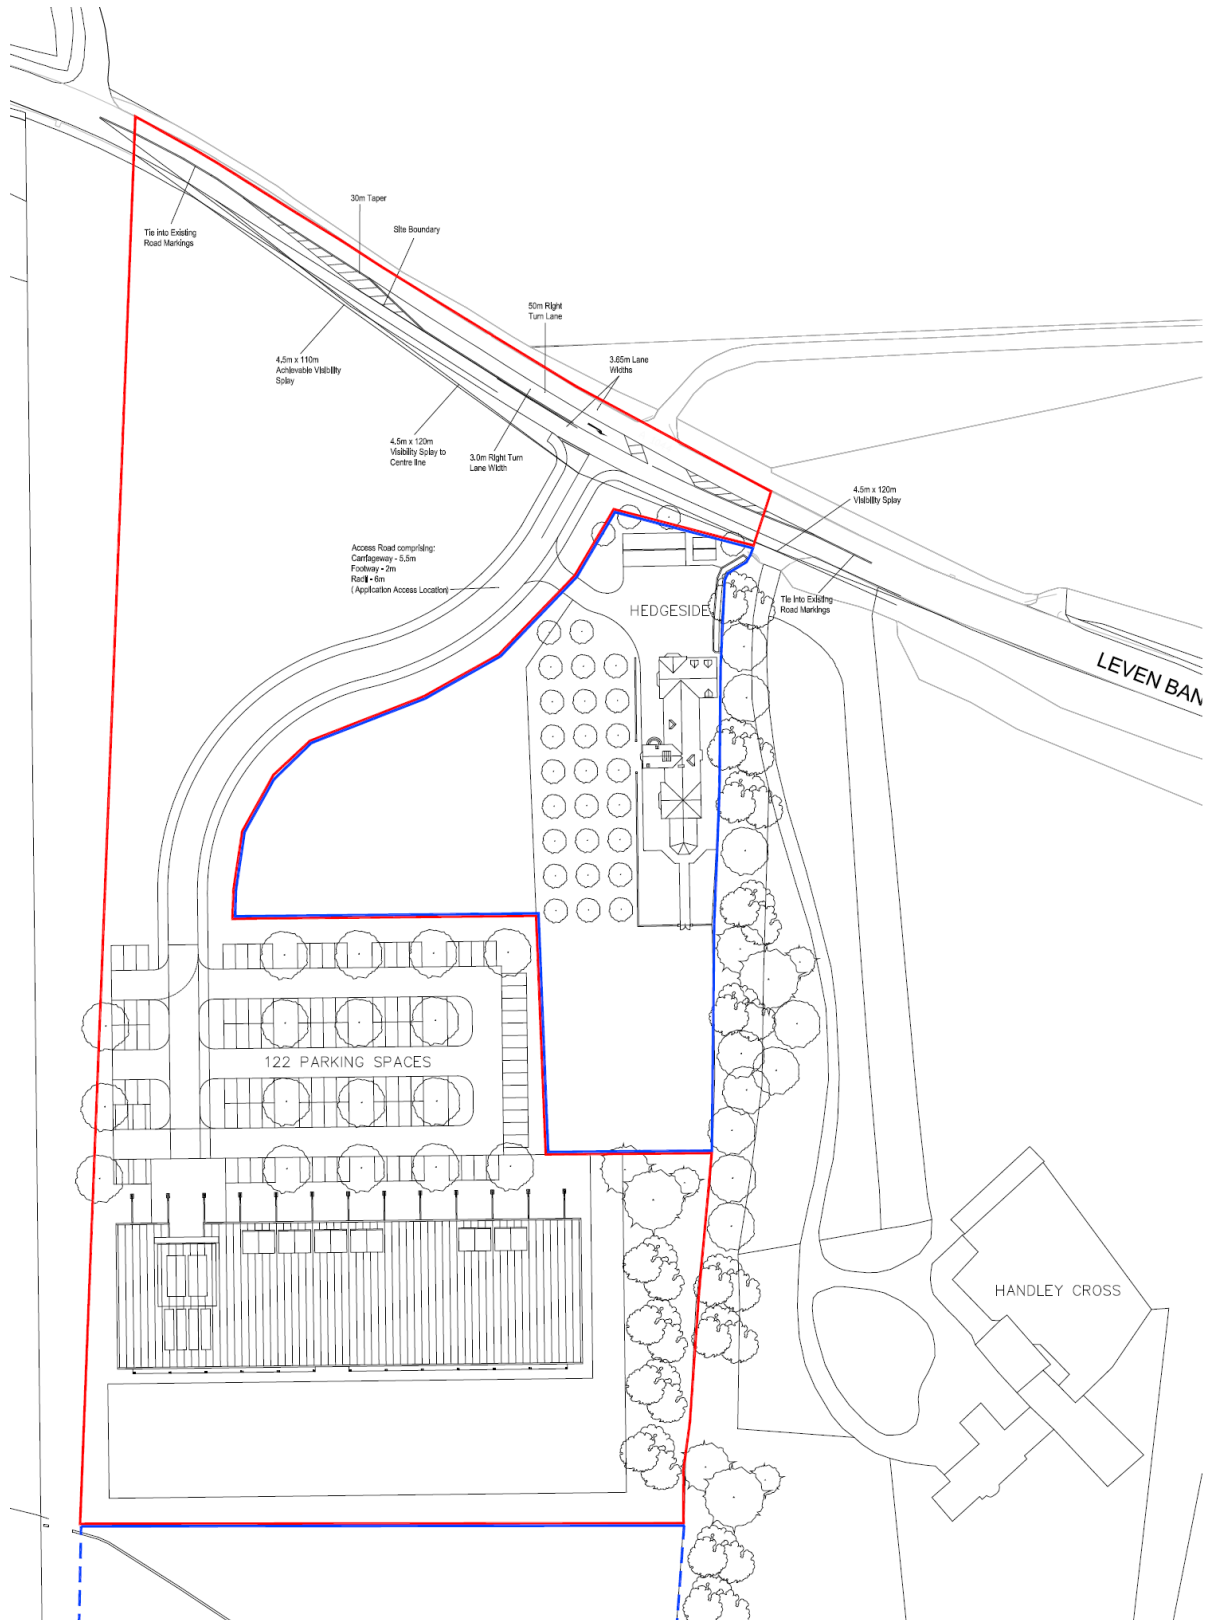 30m Taper
Site Boundary
Tie into Existing
Road Markings
50m Right
Turn Lane
4.5m x 110m
Achievable Visibility
Splay
3.65m Lane
Widths
4.5m x 120m
Visibility Splay to
Centre line
3.0m Right Turn
Lane Width
4.5m x 120m
Visibility Splay
Access Road comprising:
Carriageway - 5.5m
Footway - 2m
Radii - 6m
( Application Access Location)
Tie into Existing
Road Markings
HEDGESIDE
LEVEN BAN
122 PARKING SPACES
HANDLEY CROSS